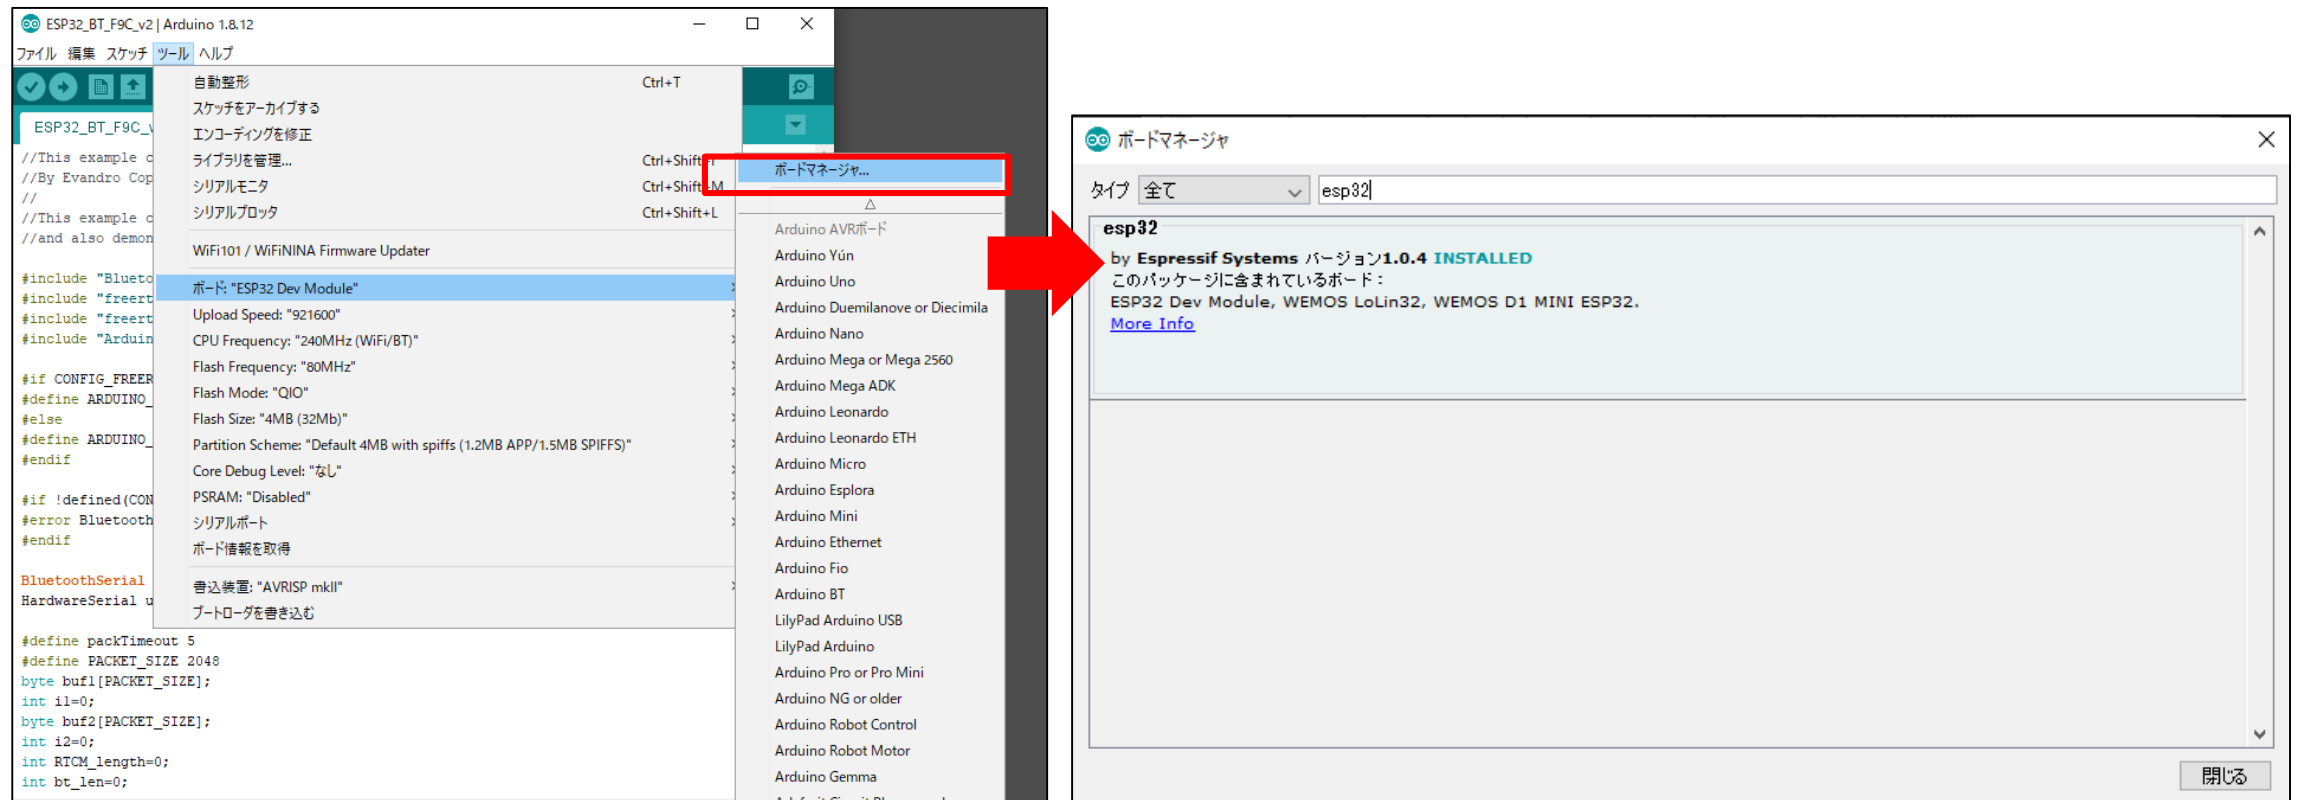 ESP32_BT_F9C_v2 | Arduino 1.8.12
ファイル 編集 スケッチ ツール ヘルプ
ESP32_BT_F9C_v
//This example c
//By Evandro Cop
//
//This example c
//and also demon
#include "Blueto
#include "freert
#include "freert
#include "Arduin
#if CONFIG_FREER
#define ARDUINO_
#else
#define ARDUINO_
#endif
#if !defined(CON
#error Bluetooth
#endif
BluetoothSerial
HardwareSerial u
#define packTimeout 5
#define PACKET_SIZE 2048
byte buf1[PACKET_SIZE];
int i1=0;
byte buf2[PACKET_SIZE];
int i2=0;
int RTCM_length=0;
int bt_len=0;
自動整形 Ctrl+T
スケッチをアーカイブする
エンコーディングを修正
ライブラリを管理... Ctrl+Shift+I
シリアルモニタ Ctrl+Shift+M
シリアルプロッタ Ctrl+Shift+L
WiFi101 / WiFiNINA Firmware Updater
ボード: "ESP32 Dev Module"
Upload Speed: "921600"
CPU Frequency: "240MHz (WiFi/BT)"
Flash Frequency: "80MHz"
Flash Mode: "QIO"
Flash Size: "4MB (32Mb)"
Partition Scheme: "Default 4MB with spiffs (1.2MB APP/1.5MB SPIFFS)"
Core Debug Level: "なし"
PSRAM: "Disabled"
シリアルポート
ボード情報を取得
書込装置: "AVRISP mkII"
ブートローダを書き込む
ボードマネージャ...
△
Arduino AVRボード
Arduino Yún
Arduino Uno
Arduino Duemilanove or Diecimila
Arduino Nano
Arduino Mega or Mega 2560
Arduino Mega ADK
Arduino Leonardo
Arduino Leonardo ETH
Arduino Micro
Arduino Esplora
Arduino Mini
Arduino Ethernet
Arduino Fio
Arduino BT
LilyPad Arduino USB
LilyPad Arduino
Arduino Pro or Pro Mini
Arduino NG or older
Arduino Robot Control
Arduino Robot Motor
Arduino Gemma
ボードマネージャ
タイプ 全て esp32
esp32
by Espressif Systems バージョン1.0.4 INSTALLED
このパッケージに含まれているボード：
ESP32 Dev Module, WEMOS LoLin32, WEMOS D1 MINI ESP32.
More Info
閉じる